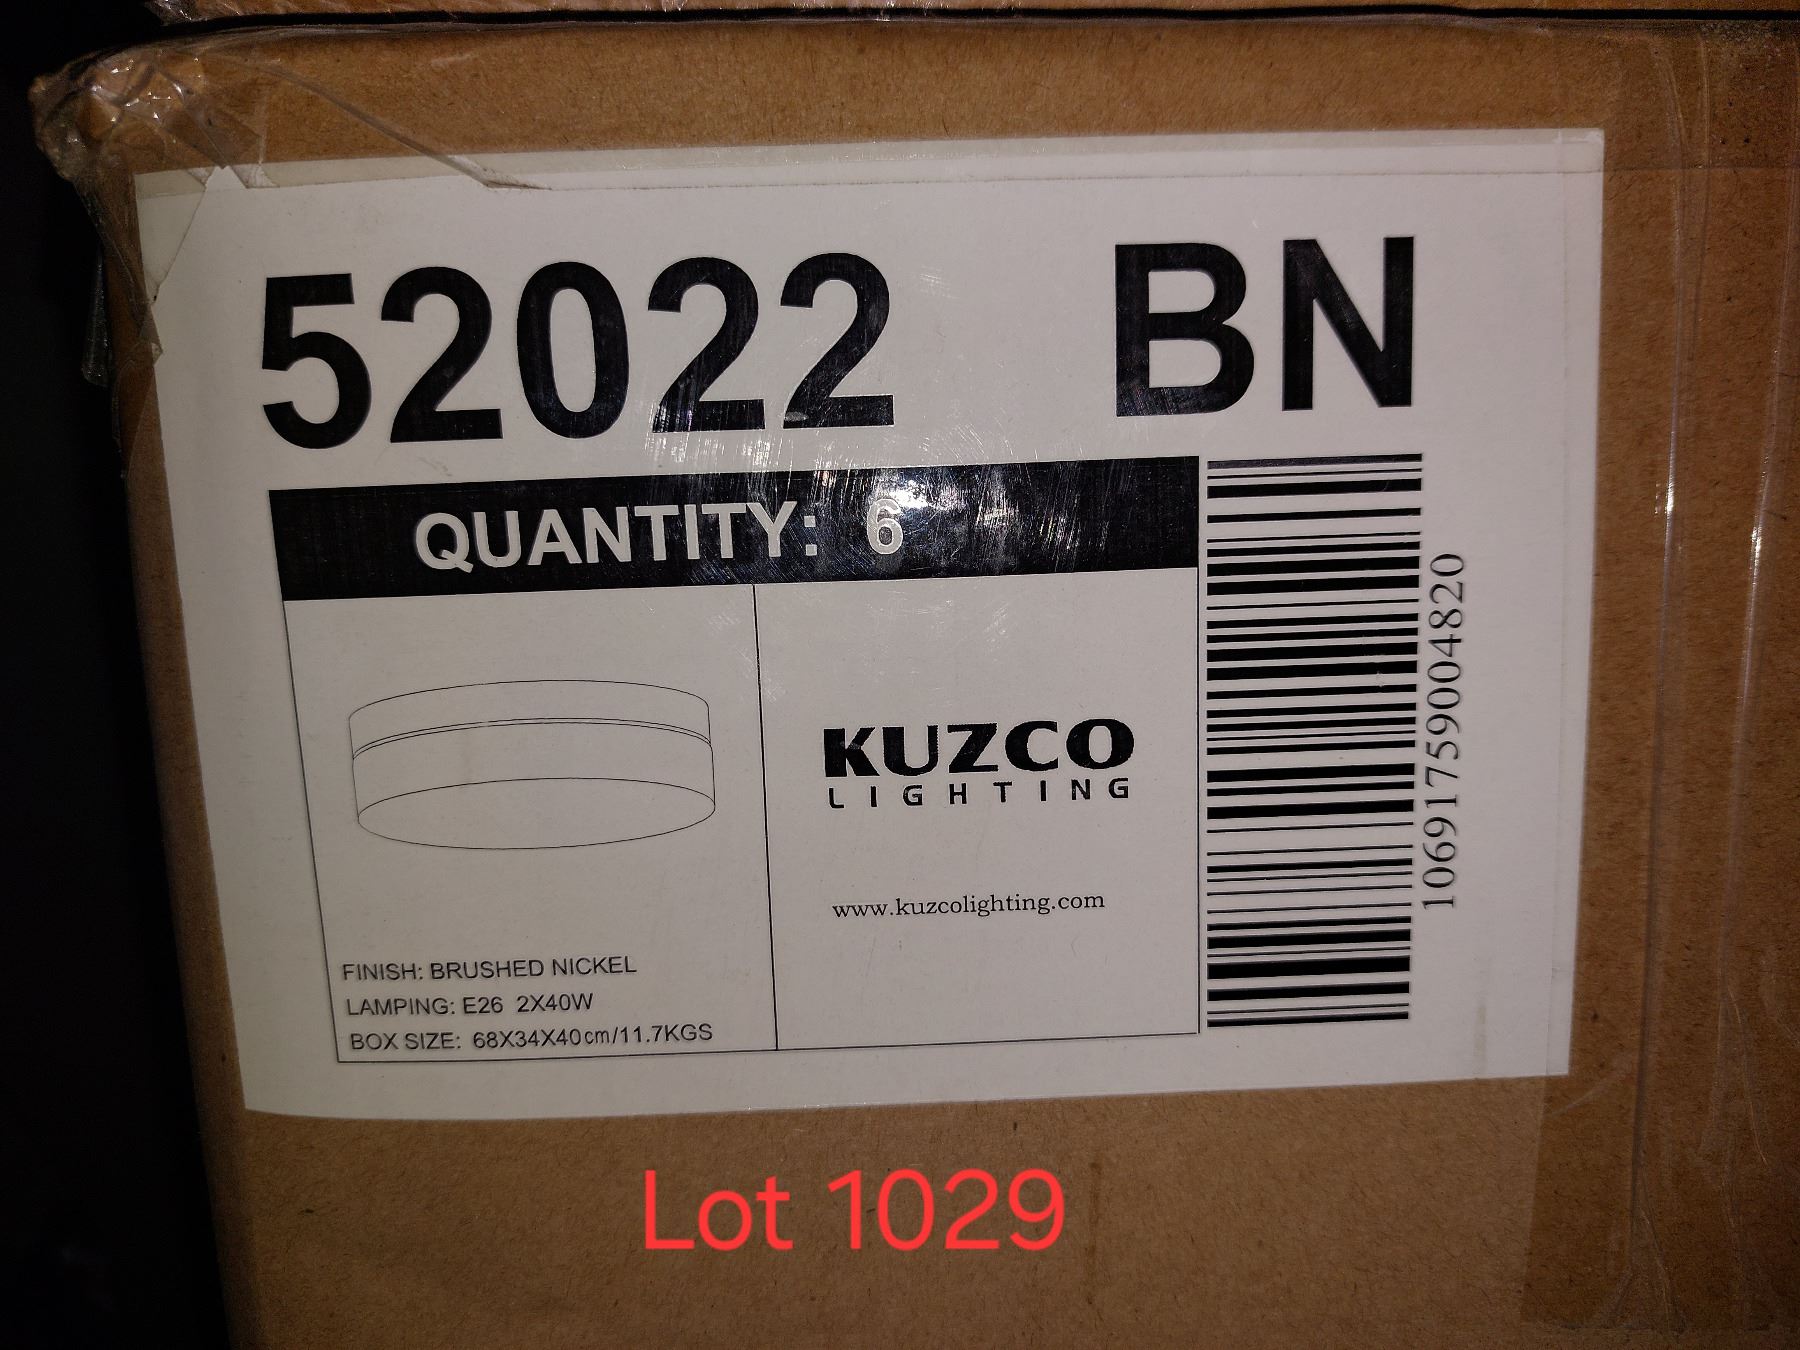 52022 BN
QUANTITY: 6
KUZCO
LIGHTING
www.kuzcolighting.com
FINISH: BRUSHED NICKEL
LAMPING: E26 2X40W
BOX SIZE: 68X34X40cm/11.7KGS
10691759004820
Lot 1029